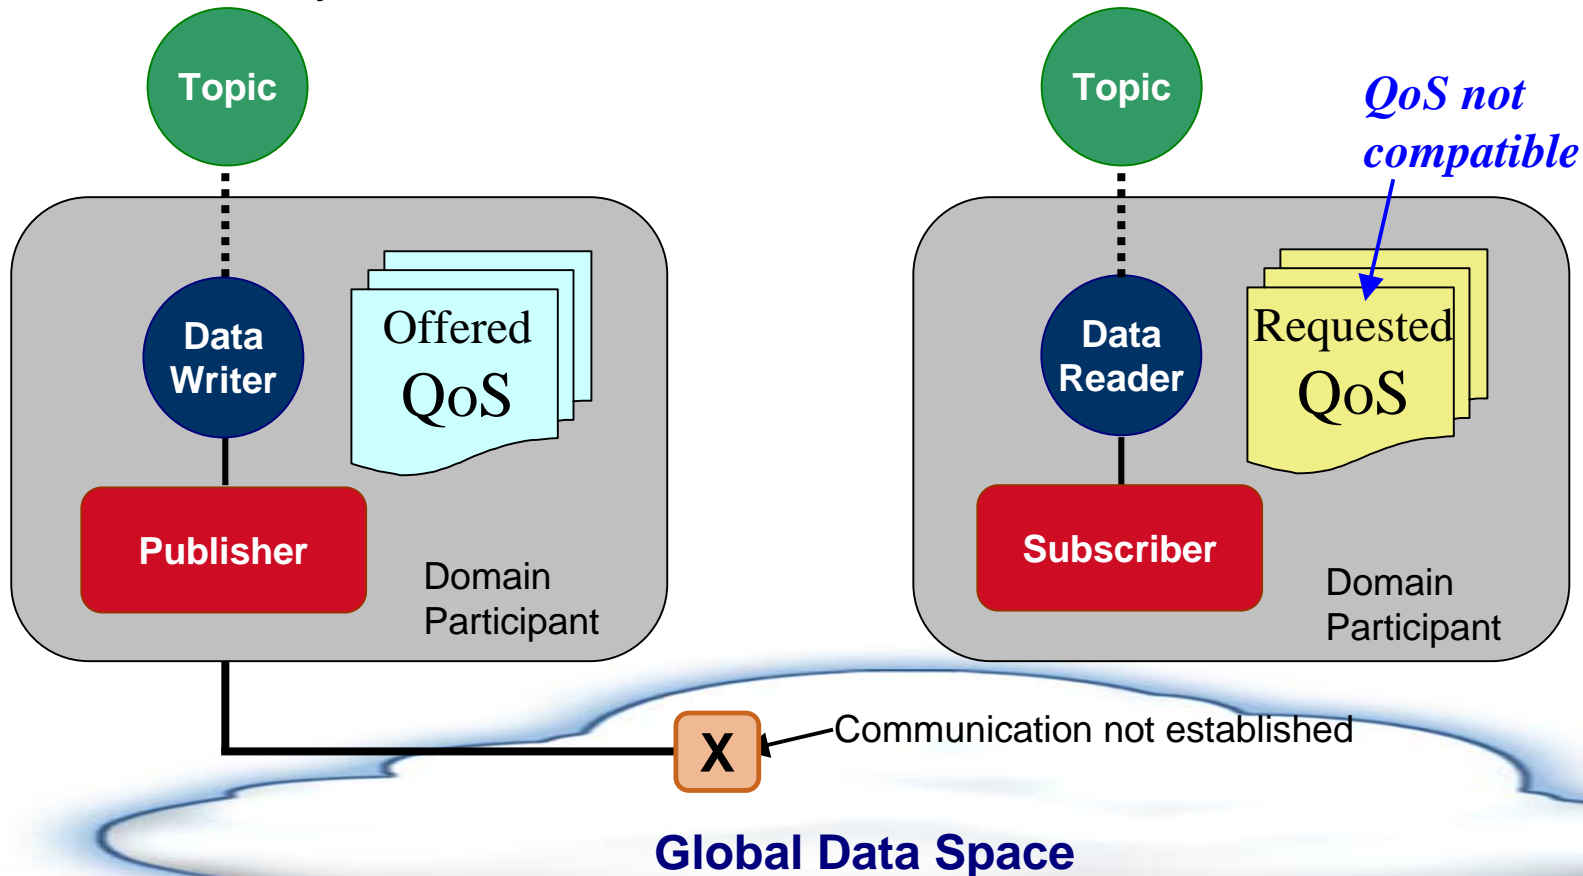 Topic
Topic
QoS not
compatible
Data
Writer
Offered
QoS
Data
Reader
Requested
QoS
Publisher
Domain
Participant
Subscriber
Domain
Participant
X
Communication not established
Global Data Space